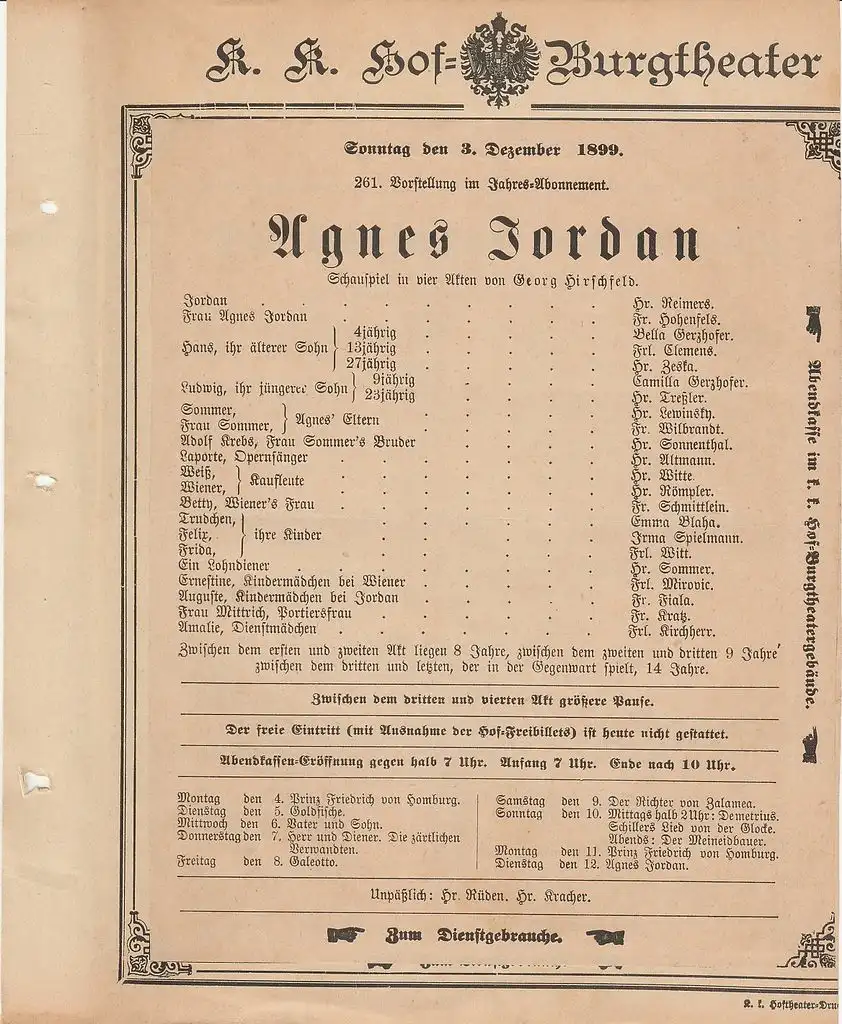 K. K. Hof-Burgtheater
Sonntag den 3. Dezember 1899.
261. Vorstellung im Jahres-Abonnement.
Agnes Jordan
Schauspiel in vier Akten von Georg Hirschfeld.
Jordan . . . . . . . . . Hr. Reimers.
Frau Agnes Jordan . . . . . . . Fr. Hohenfels.
Hans, ihr älterer Sohn
4jährig . . . . . Bella Gerzhofer.
13jährig . . . . . Frl. Clemens.
27jährig . . . . . Hr. Zeska.
Ludwig, ihr jüngerer Sohn
9jährig . . . . Camilla Gerzhofer.
23jährig . . . . Hr. Treßler.
Sommer, . . . . . Hr. Lewinsky.
Frau Sommer, . . . . . Fr. Wilbrandt.
Agnes' Eltern
Adolf Krebs, Frau Sommer's Bruder . . . . Hr. Sonnenthal.
Laporte, Opernsänger . . . . . . . Hr. Altmann.
Weiß, . . . . . . . Hr. Witte.
Wiener, . . . . . . . Hr. Römpler.
Kaufleute
Betty, Wiener's Frau . . . . . . . Fr. Schmittlein.
Trudchen, . . . . . . Emma Blaha.
Felix, . . . . . . Irma Spielmann.
Frida, . . . . . . Frl. Witt.
ihre Kinder
Ein Lohndiener . . . . . . . . Hr. Sommer.
Ernestine, Kindermädchen bei Wiener . . . . . Frl. Mirovic.
Auguste, Kindermädchen bei Jordan . . . . . Fr. Fiala.
Frau Mittrich, Portiersfrau . . . . . . Fr. Kratz.
Amalie, Dienstmädchen . . . . . . . Frl. Kirchherr.
Zwischen dem ersten und zweiten Akt liegen 8 Jahre, zwischen dem zweiten und dritten 9 Jahre'
zwischen dem dritten und letzten, der in der Gegenwart spielt, 14 Jahre.
Zwischen dem dritten und vierten Akt größere Pause.
Der freie Eintritt (mit Ausnahme der Hof-Freibillets) ist heute nicht gestattet.
Abendkassen-Eröffnung gegen halb 7 Uhr. Anfang 7 Uhr. Ende nach 10 Uhr.
Montag den 4. Prinz Friedrich von Homburg.
Dienstag den 5. Goldfische.
Mittwoch den 6. Vater und Sohn.
Donnerstag den 7. Herr und Diener. Die zärtlichen
Verwandten.
Freitag den 8. Galeotto.
Samstag den 9. Der Richter von Zalamea.
Sonntag den 10. Mittags halb 2 Uhr: Demetrius.
Schillers Lied von der Glocke.
Abends: Der Meineidbauer.
Montag den 11. Prinz Friedrich von Homburg.
Dienstag den 12. Agnes Jordan.
Unpäßlich: Hr. Rüden. Hr. Kracher.
Zum Dienstgebrauche.
Abendkasse im k. k. Hof-Burgtheatergebäude.
K. k. Hoftheater-Dru